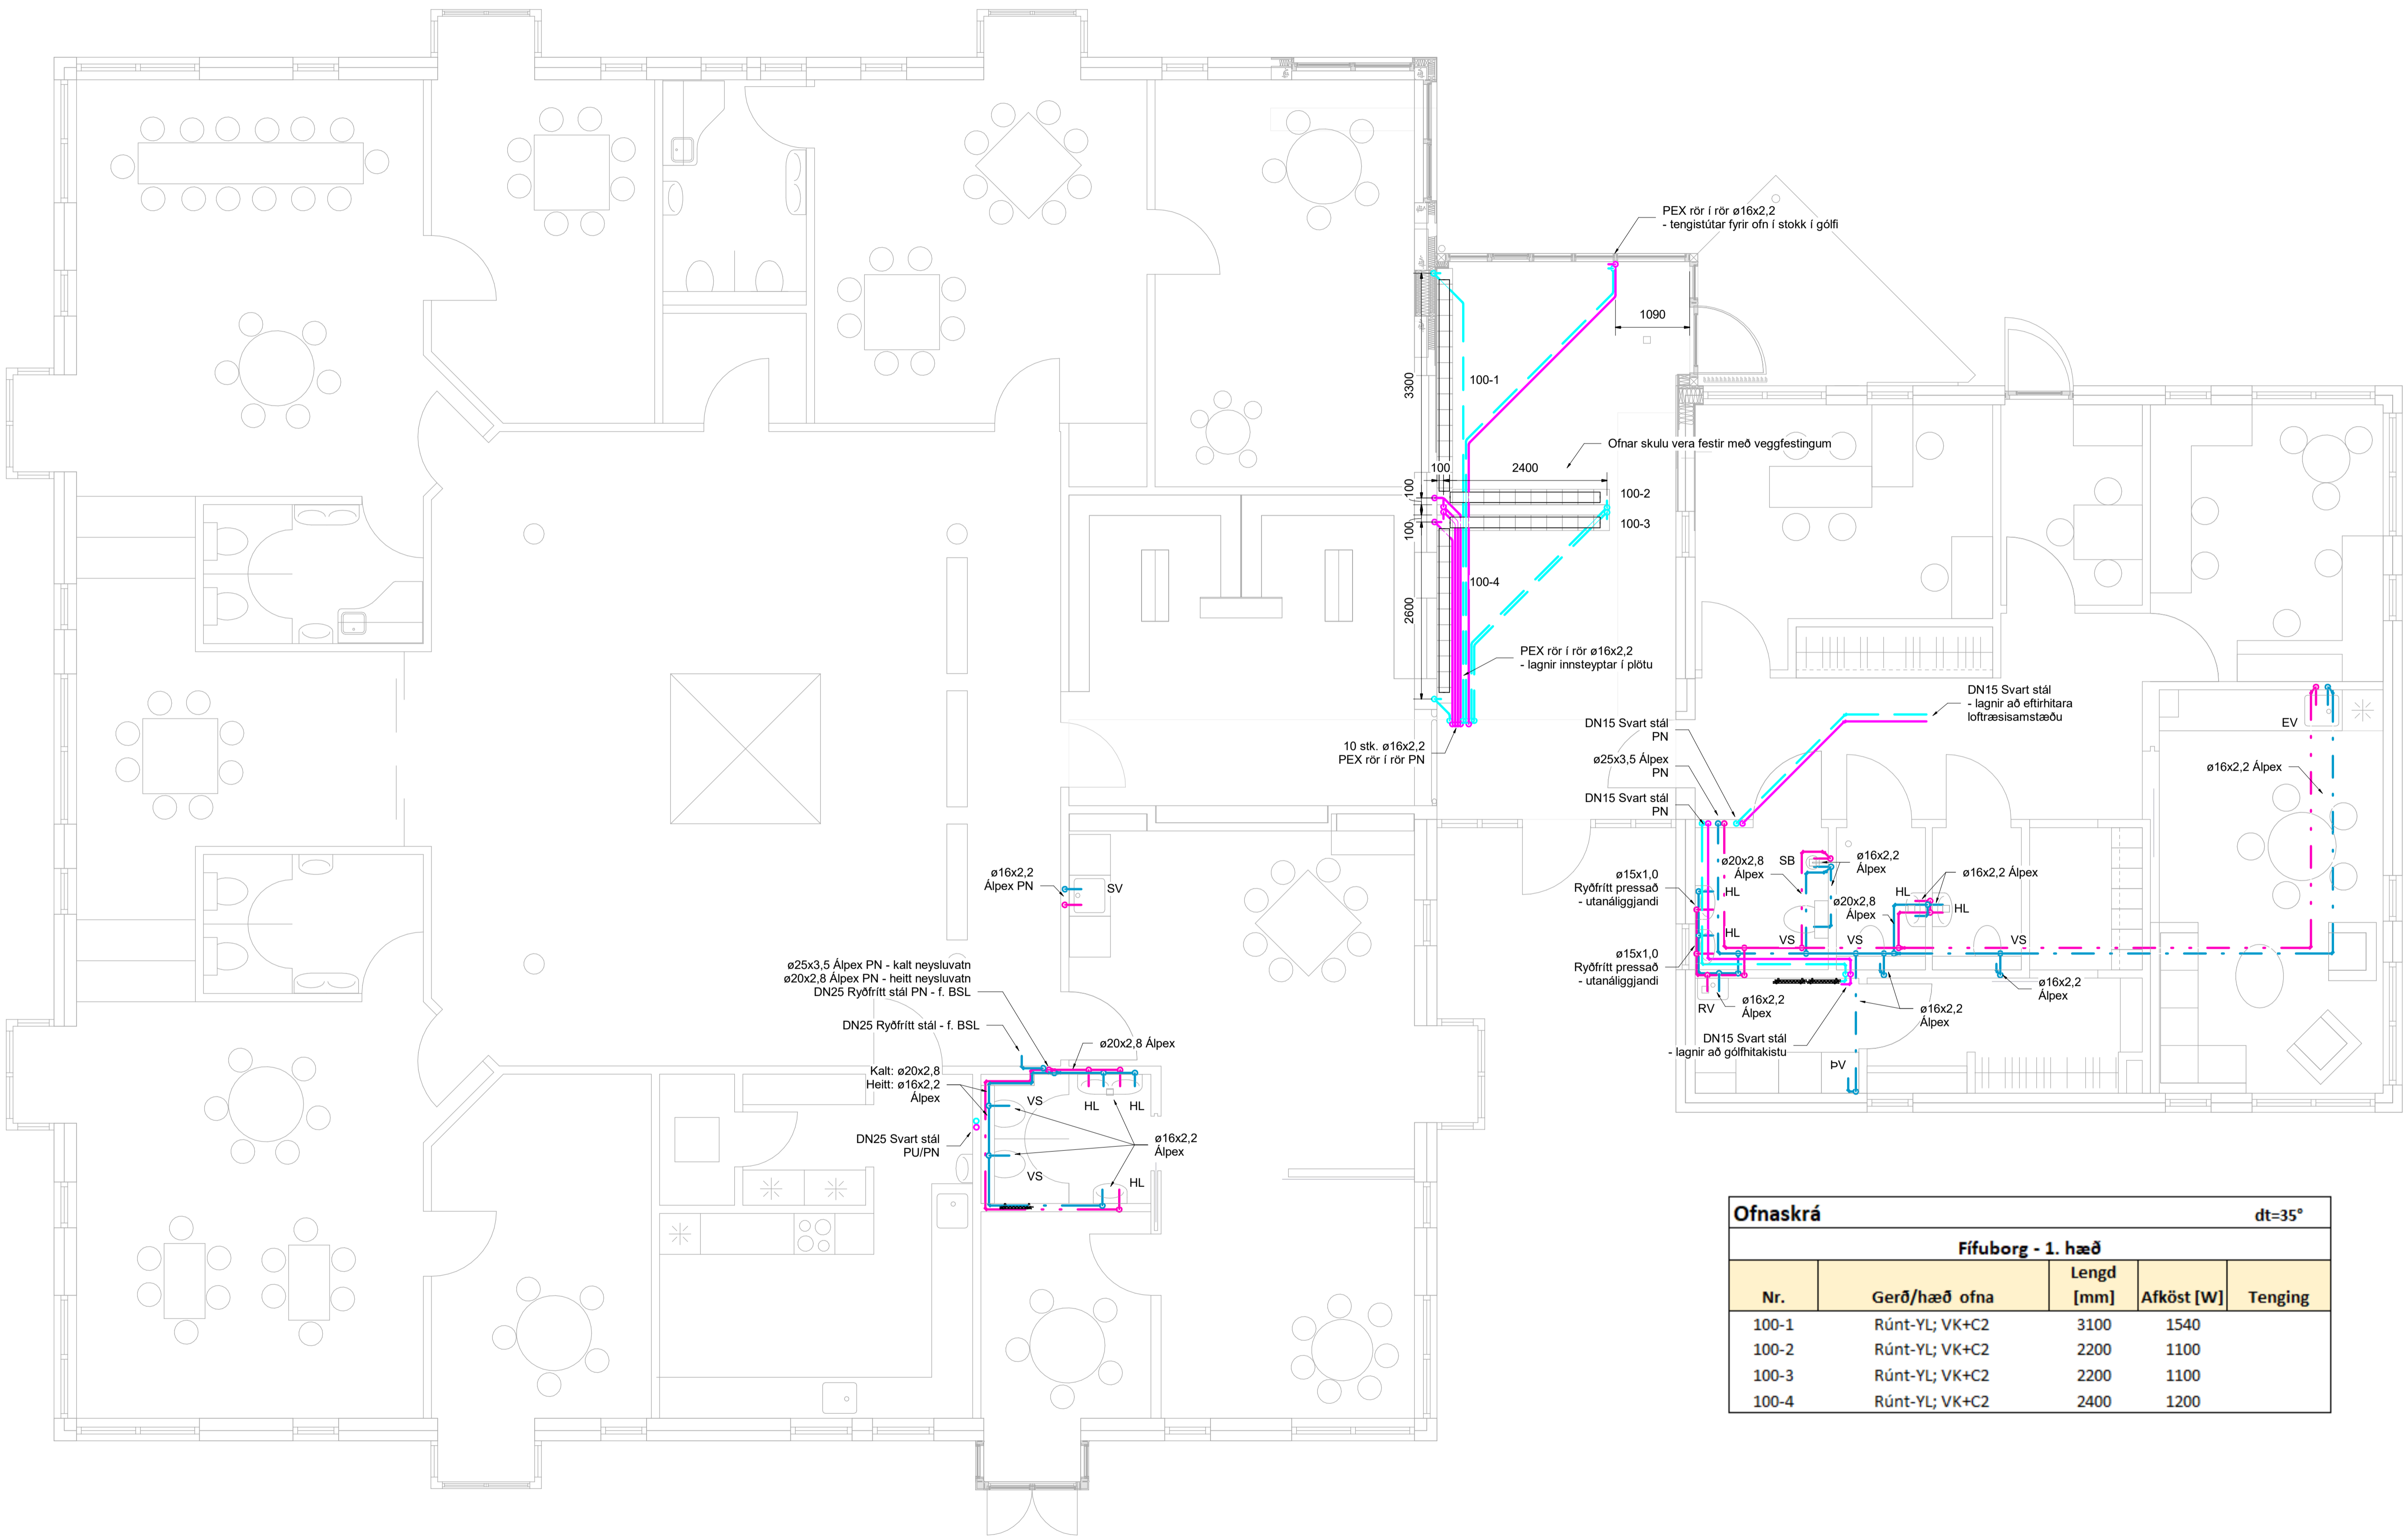 PEX rör í rör ø16x2,2
- tengistútar fyrir ofn í stokk í gólfi
1090
3300
100-1
Ofnar skulu vera festir með veggfestingum
100
2400
100
100-2
100-3
100
100-4
2600
PEX rör í rör ø16x2,2
- lagnir innsteyptar í plötu
10 stk. ø16x2,2
PEX rör í rör PN
DN15 Svart stál
- lagnir að eftirhitara
loftræsisamstæðu
DN15 Svart stál
PN
ø25x3,5 Álpex
PN
DN15 Svart stál
PN
EV
ø16x2,2 Álpex
ø20x2,8
Álpex
SB
ø16x2,2
Álpex
ø16x2,2 Álpex
ø15x1,0
Ryðfrítt pressað
- utanáliggjandi
HL
HL
ø20x2,8
Álpex
HL
HL
VS
VS
VS
ø15x1,0
Ryðfrítt pressað
- utanáliggjandi
RV
ø16x2,2
Álpex
ø16x2,2
Álpex
ø16x2,2
Álpex
DN15 Svart stál
- lagnir að gólfhitakistu
ÞV
ø16x2,2
Álpex PN
SV
ø25x3,5 Álpex PN - kalt neysluvatn
ø20x2,8 Álpex PN - heitt neysluvatn
DN25 Ryðfrítt stál PN - f. BSL
DN25 Ryðfrítt stál - f. BSL
ø20x2,8 Álpex
Kalt: ø20x2,8
Heitt: ø16x2,2
Álpex
VS
HL
HL
DN25 Svart stál
PU/PN
ø16x2,2
Álpex
VS
HL
Ofnaskrá dt=35°
Fífuborg - 1. hæð
Nr. Gerð/hæð ofna Lengd [mm] Afköst [W] Tenging
100-1 Rúnt-YL; VK+C2 3100 1540
100-2 Rúnt-YL; VK+C2 2200 1100
100-3 Rúnt-YL; VK+C2 2200 1100
100-4 Rúnt-YL; VK+C2 2400 1200